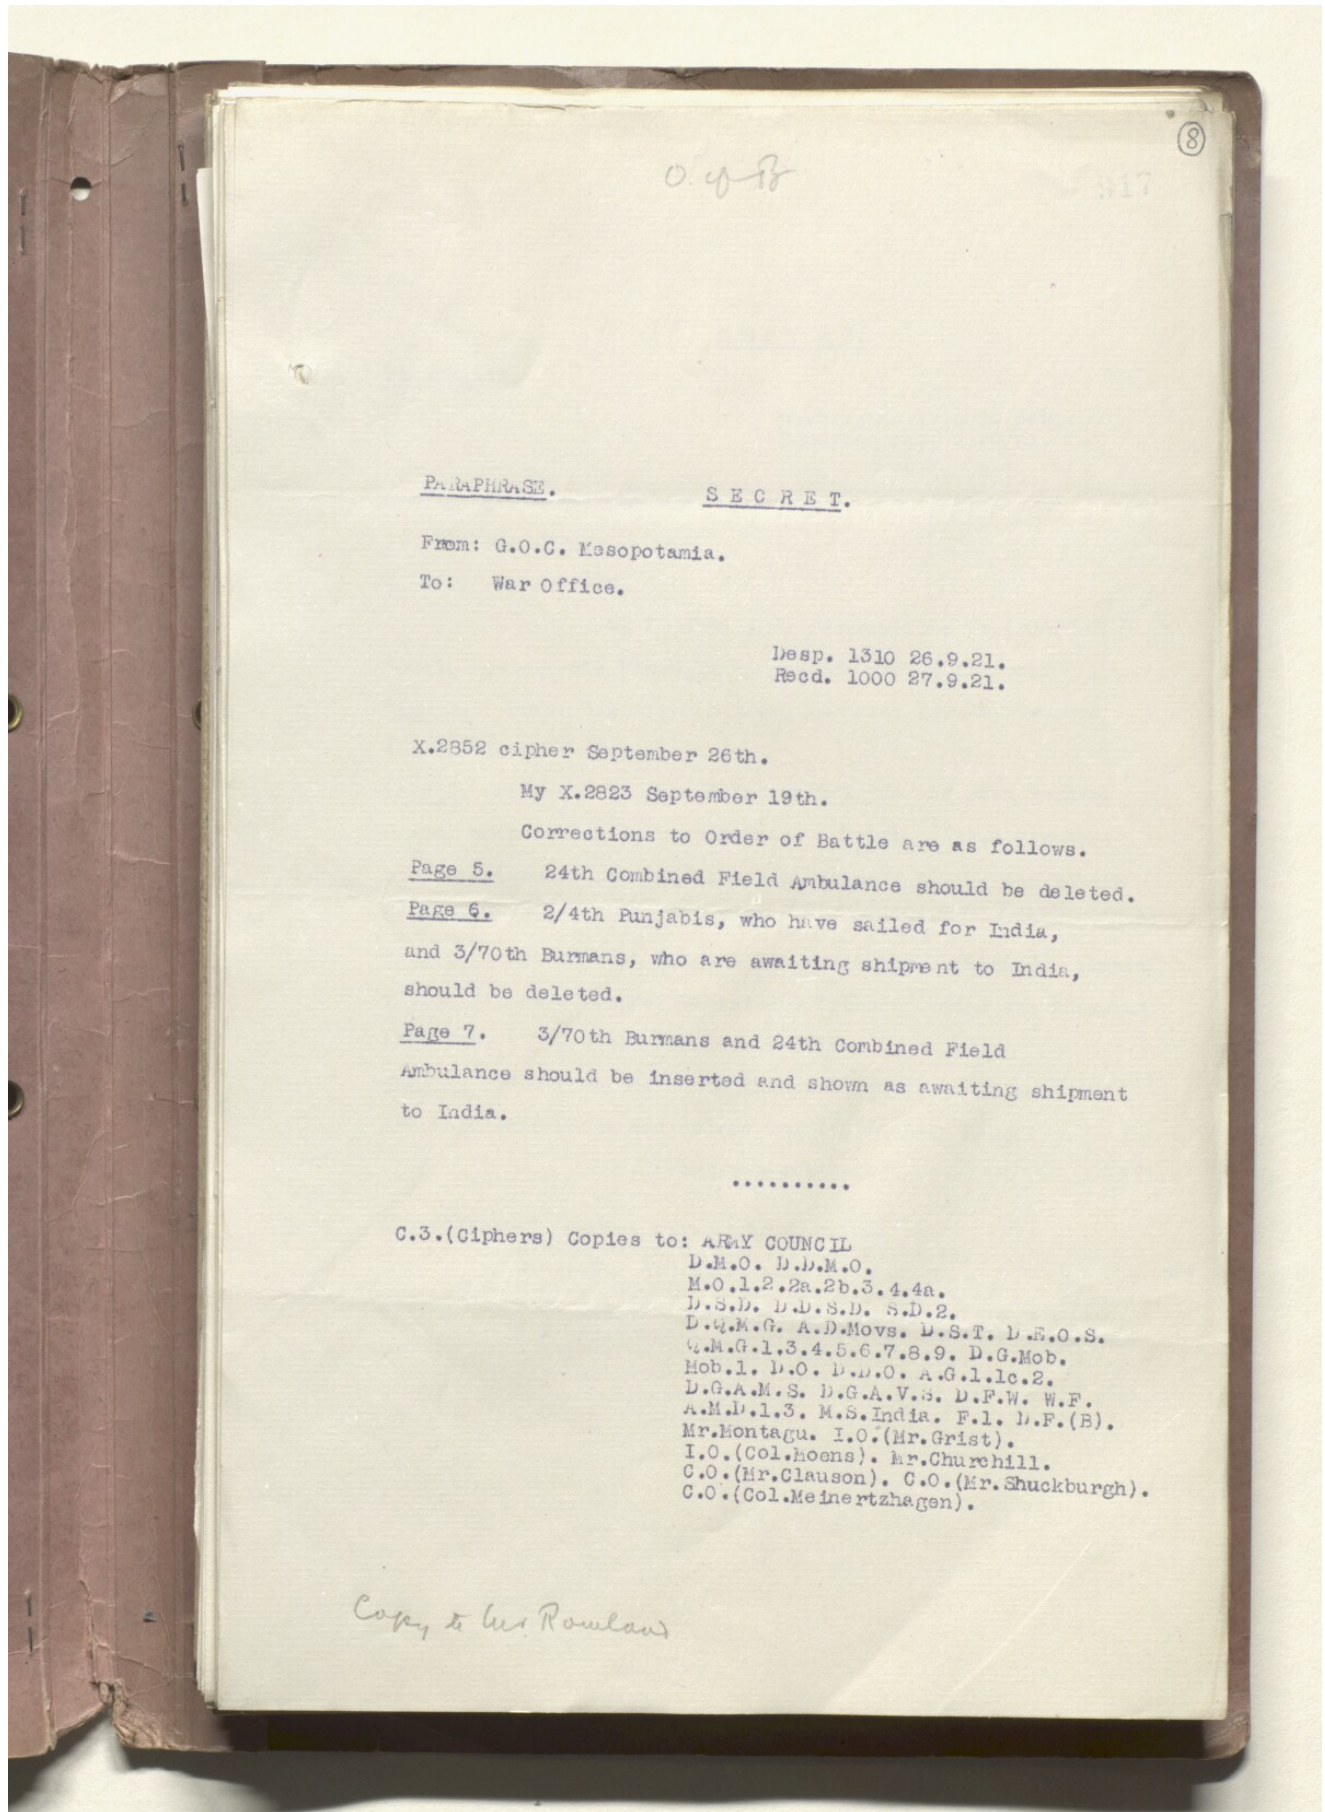 8
O. of B
917
PARAPHRASE.
S E C R E T.
From: G.O.C. Mesopotamia.
To: War Office.
Desp. 1310 26.9.21.
Recd. 1000 27.9.21.
X.2852 cipher September 26th.
My X.2823 September 19th.
Corrections to Order of Battle are as follows.
Page 5. 24th Combined Field Ambulance should be deleted.
Page 6. 2/4th Punjabis, who have sailed for India,
and 3/70th Burmans, who are awaiting shipment to India,
should be deleted.
Page 7. 3/70th Burmans and 24th Combined Field
Ambulance should be inserted and shown as awaiting shipment
to India.
..........
C.3.(Ciphers) Copies to: ARMY COUNCIL
D.M.O. D.D.M.O.
M.O.1.2.2a.2b.3.4.4a.
D.S.D. D.D.S.D. S.D.2.
D.Q.M.G. A.D.Movs. D.S.T. D.E.O.S.
Q.M.G.1.3.4.5.6.7.8.9. D.G.Mob.
Mob.1. D.O. D.D.O. A.G.1.1c.2.
D.G.A.M.S. D.G.A.V.S. D.F.W. W.F.
A.M.D.1.3. M.S.India. F.1. D.F.(B).
Mr.Montagu. I.O.(Mr.Grist).
I.O.(Col.Moens). Mr.Churchill.
C.O.(Mr.Clauson). C.O.(Mr.Shuckburgh).
C.O.(Col.Meinertzhagen).
Copy to Mr Rowland